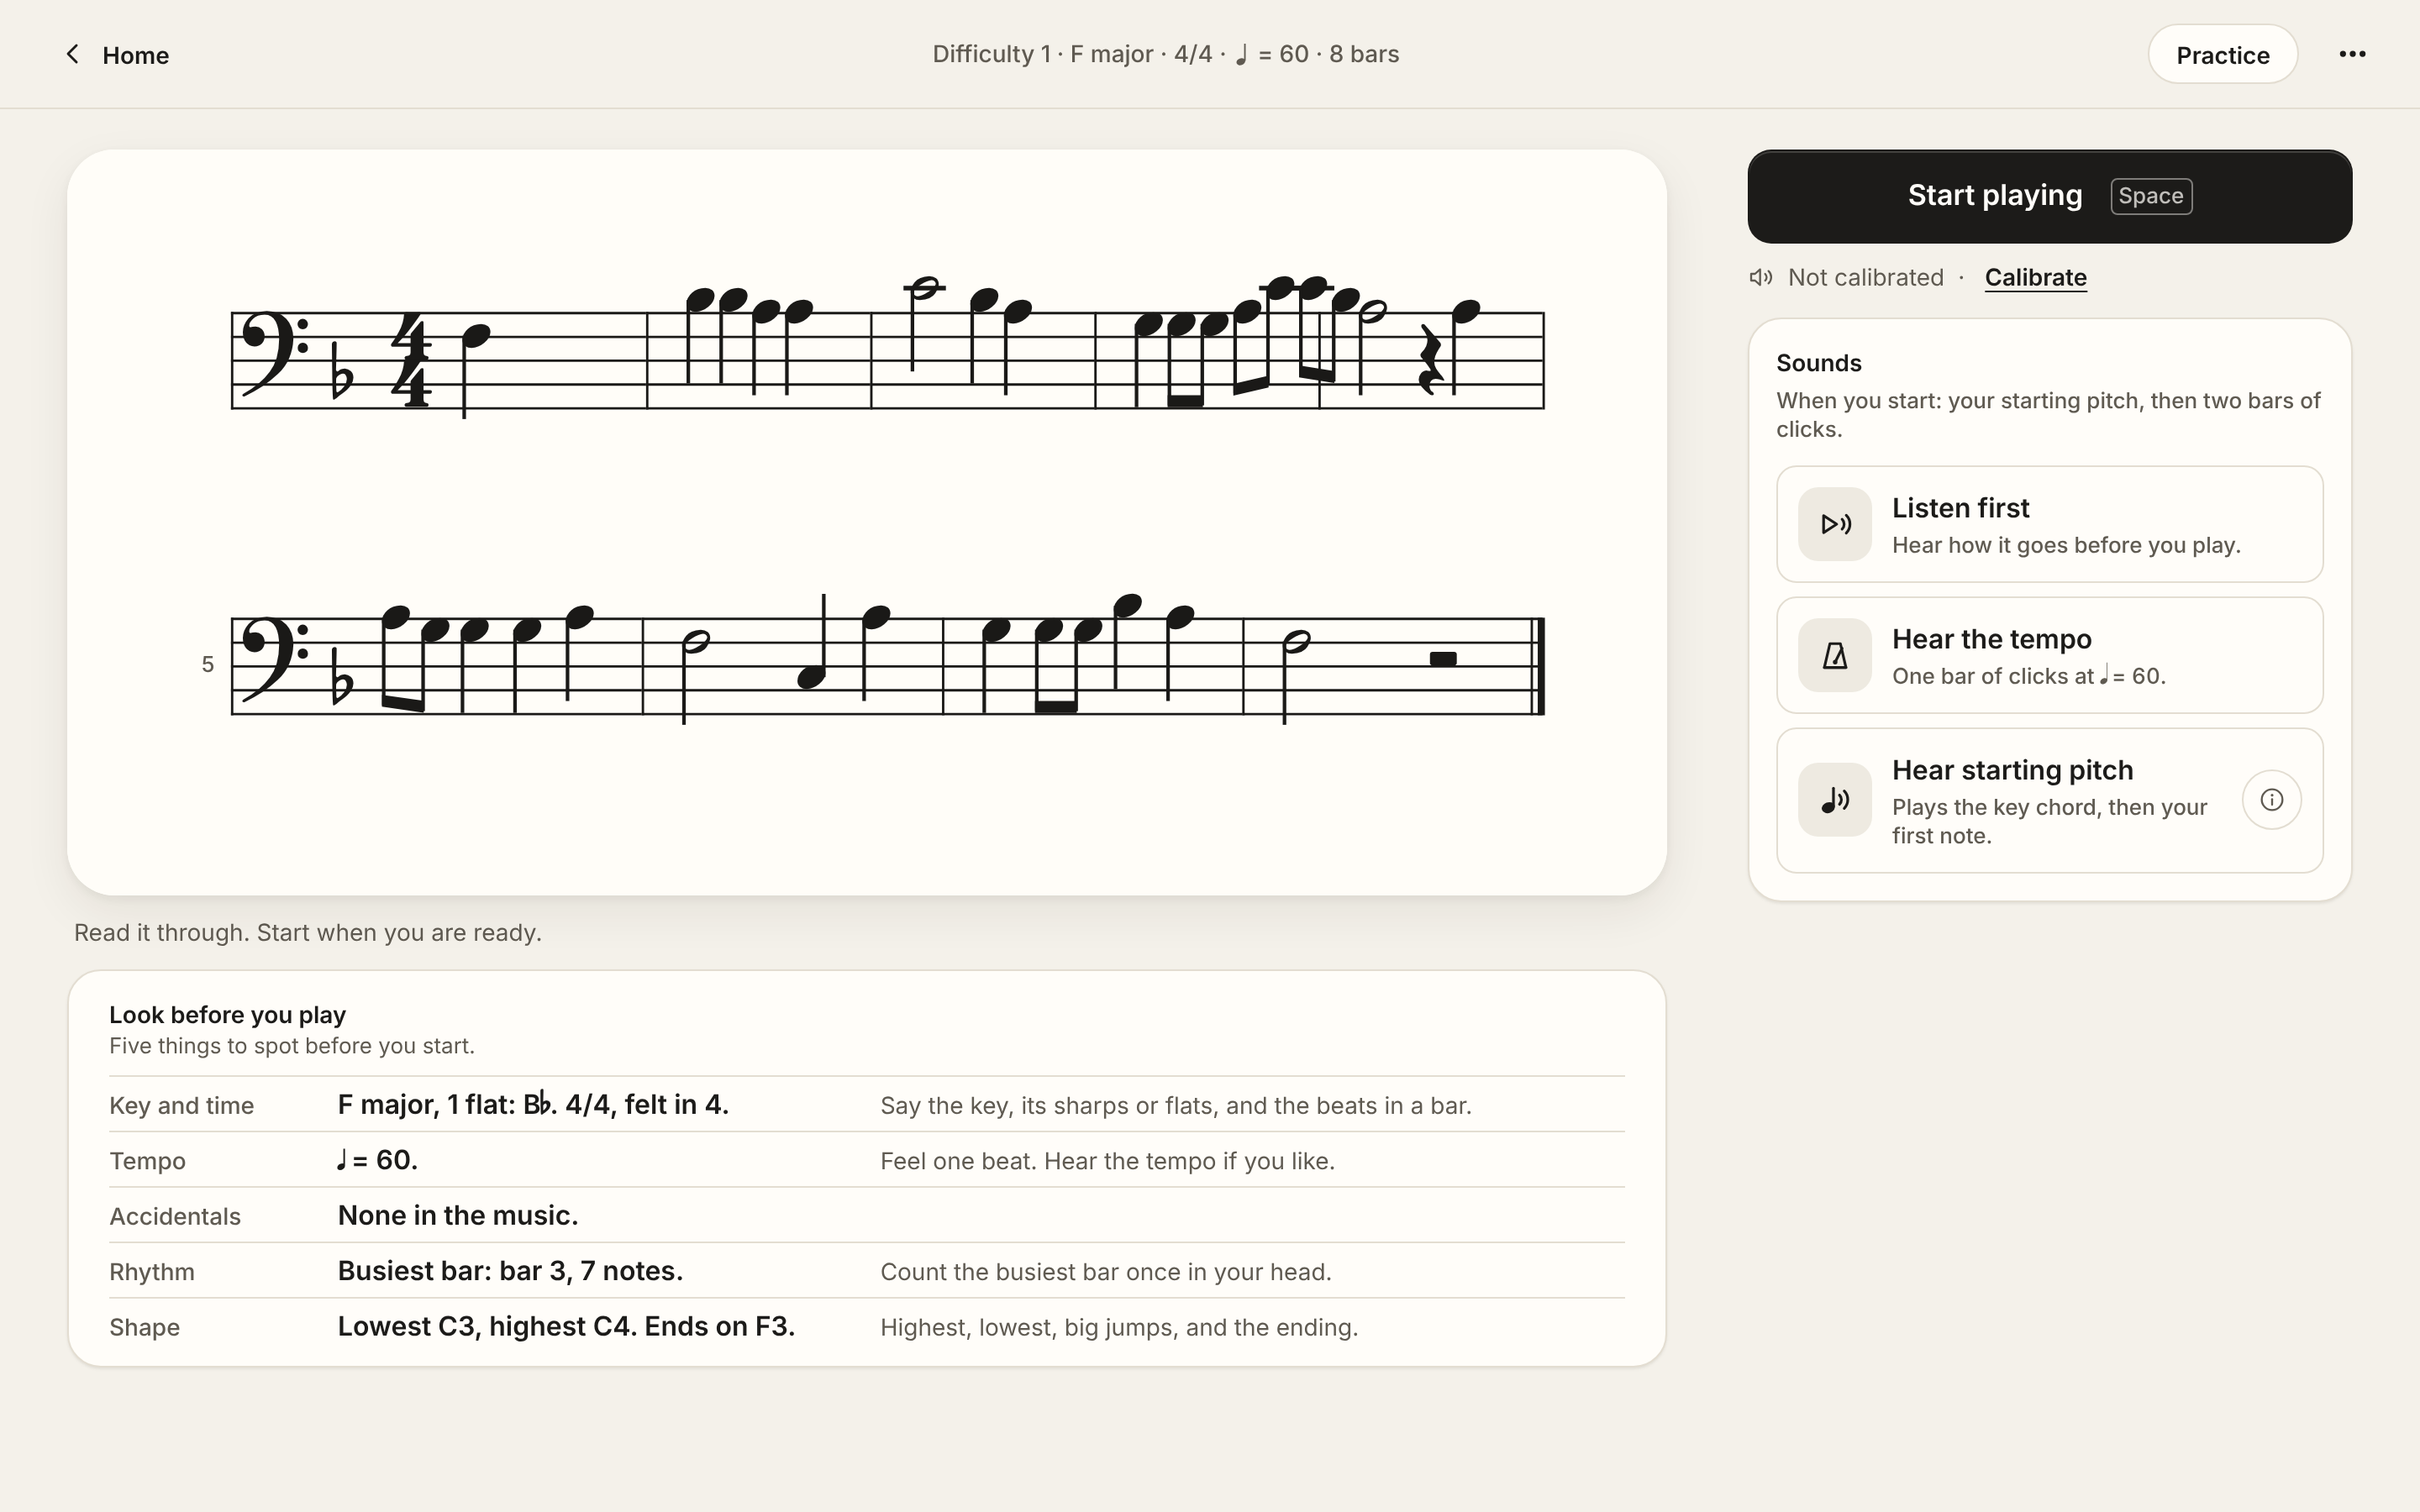 Home
Difficulty 1 · F major · 4/4 · ♩ = 60 · 8 bars
Practice
4
4
5
Read it through. Start when you are ready.
Look before you play
Five things to spot before you start.
Key and time F major, 1 flat: B♭. 4/4, felt in 4. Say the key, its sharps or flats, and the beats in a bar.
Tempo ♩ = 60. Feel one beat. Hear the tempo if you like.
Accidentals None in the music.
Rhythm Busiest bar: bar 3, 7 notes. Count the busiest bar once in your head.
Shape Lowest C3, highest C4. Ends on F3. Highest, lowest, big jumps, and the ending.
Start playing Space
Not calibrated · Calibrate
Sounds
When you start: your starting pitch, then two bars of
clicks.
Listen first
Hear how it goes before you play.
Hear the tempo
One bar of clicks at ♩ = 60.
Hear starting pitch
Plays the key chord, then your
first note.